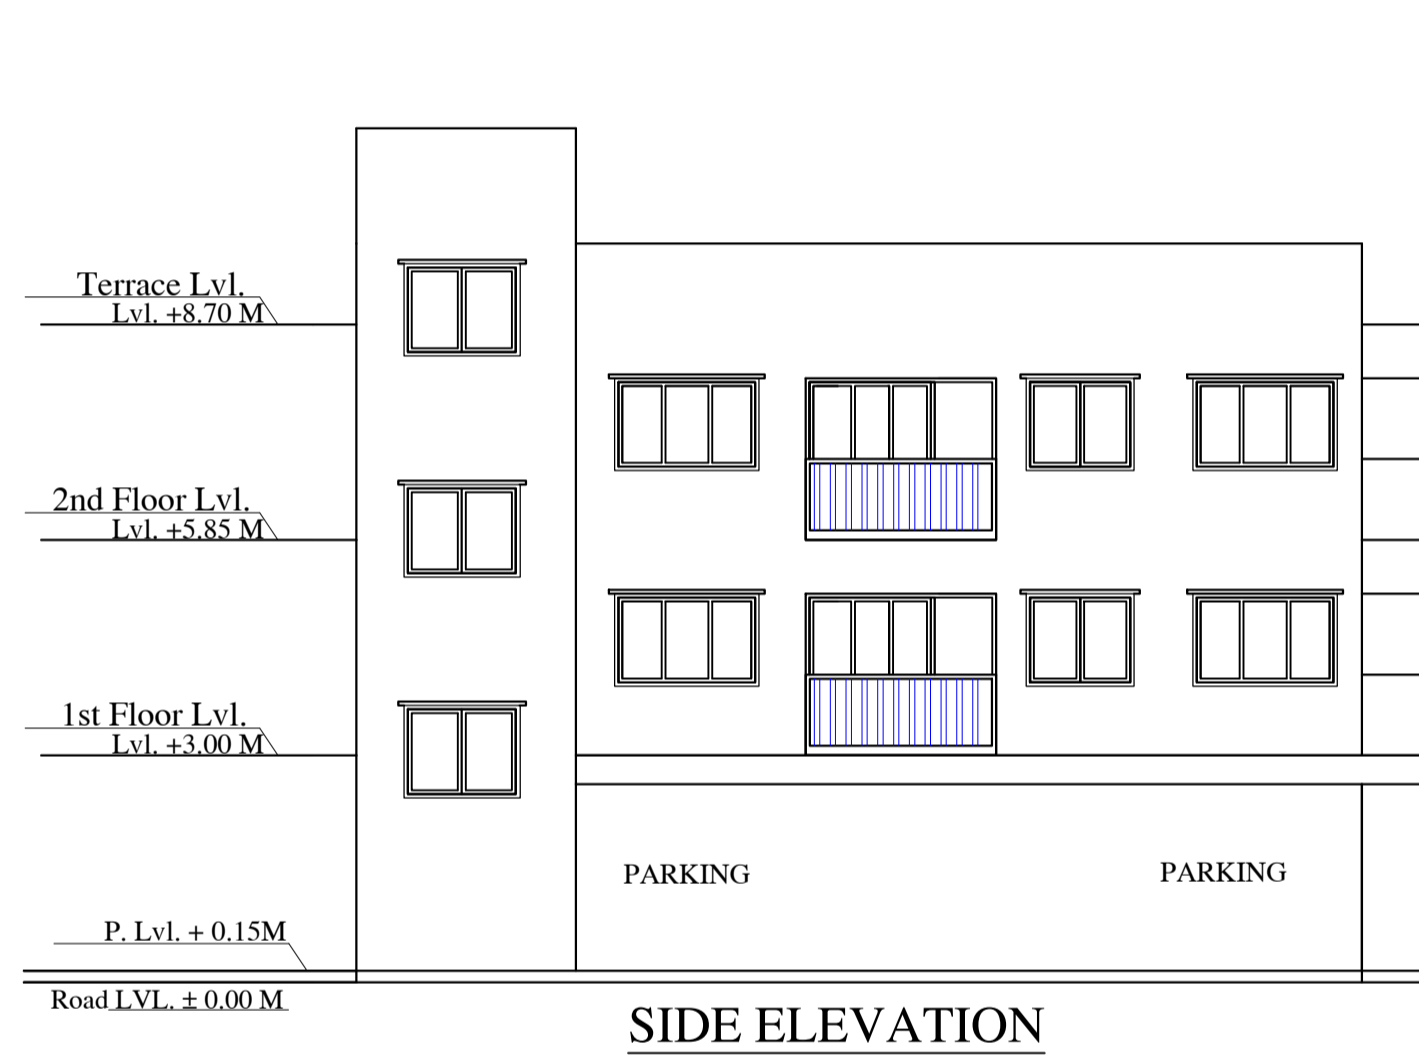 Terrace Lvl.
Lvl. +8.70 M
2nd Floor Lvl.
Lvl. +5.85 M
1st Floor Lvl.
Lvl. +3.00 M
PARKING
PARKING
P. Lvl. + 0.15M
Road LVL. ± 0.00 M
SIDE ELEVATION